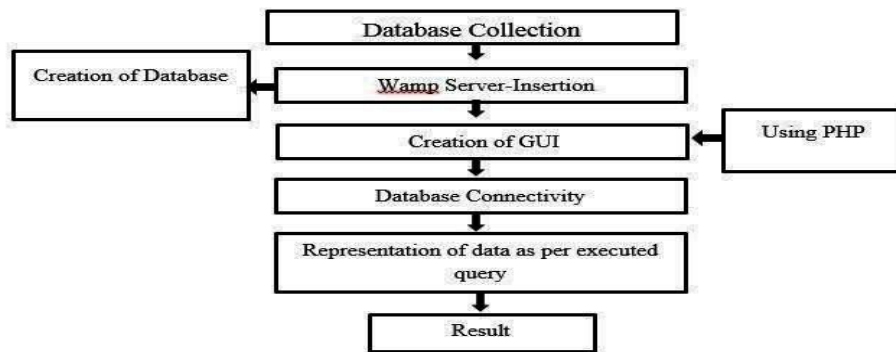 Database Collection
Creation of Database
Wamp Server-Insertion
Creation of GUI
Using PHP
Database Connectivity
Representation of data as per executed
query
Result